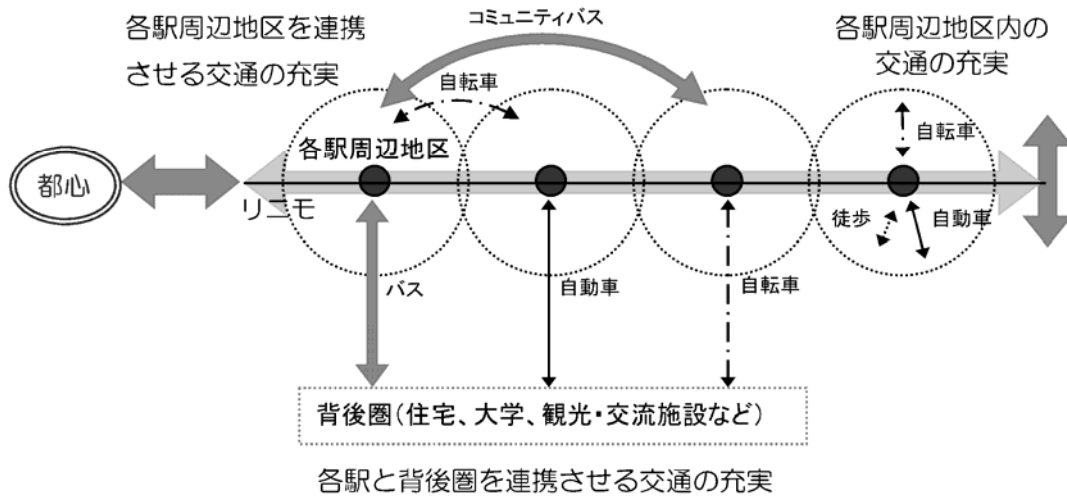 コミュニティバス
各駅周辺地区を連携
させる交通の充実
各駅周辺地区内の
交通の充実
自転車
自転車
各駅周辺地区
都心
リニモ
徒歩
自動車
バス
自動車
自転車
背後圏(住宅、大学、観光・交流施設など)
各駅と背後圏を連携させる交通の充実